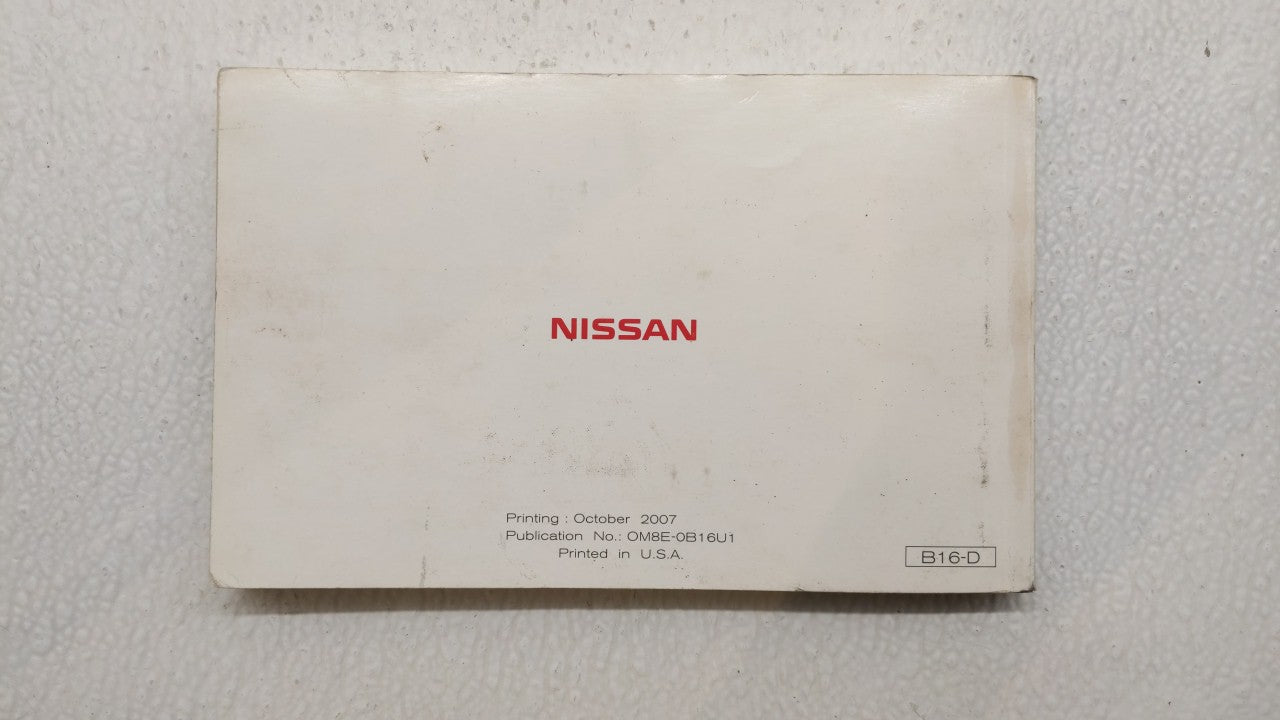 NISSAN
Printing : October 2007
Publication No.: OM8E-0B16U1
Printed in U.S.A.
B16-D